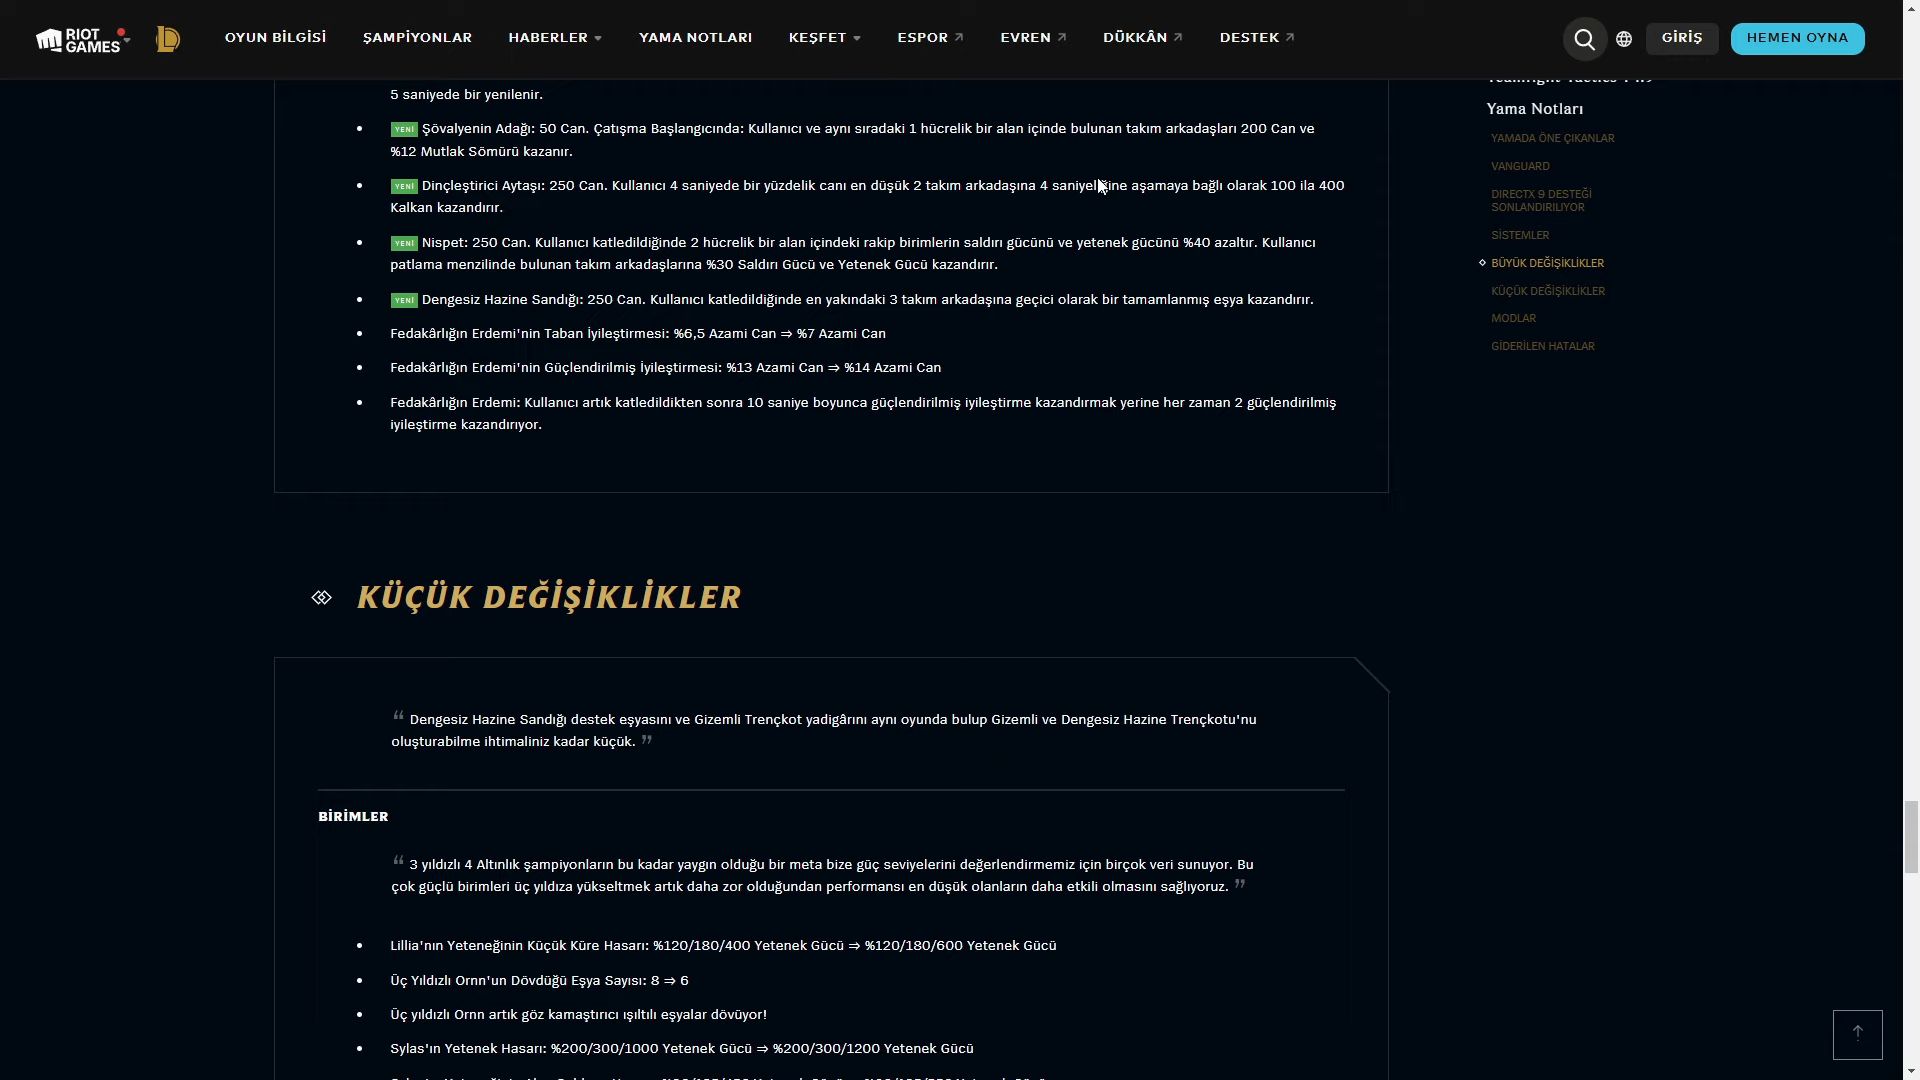 RIOT GAMES
OYUN BİLGİSİ ŞAMPİYONLAR HABERLER YAMA NOTLARI KEŞFET ESPOR EVREN DÜKKÂN DESTEK GİRİŞ HEMEN OYNA
5 saniyede bir yenilenir.
YENİ Şövalyenin Adağı: 50 Can. Çatışma Başlangıcında: Kullanıcı ve aynı sıradaki 1 hücrelik bir alan içinde bulunan takım arkadaşları 200 Can ve
%12 Mutlak Sömürü kazanır.
YENİ Dinçleştirici Aytaşı: 250 Can. Kullanıcı 4 saniyede bir yüzdelik canı en düşük 2 takım arkadaşına 4 saniyeliğine aşamaya bağlı olarak 100 ila 400
Kalkan kazandırır.
YENİ Nispet: 250 Can. Kullanıcı katledildiğinde 2 hücrelik bir alan içindeki rakip birimlerin saldırı gücünü ve yetenek gücünü %40 azaltır. Kullanıcı
patlama menzilinde bulunan takım arkadaşlarına %30 Saldırı Gücü ve Yetenek Gücü kazandırır.
YENİ Dengesiz Hazine Sandığı: 250 Can. Kullanıcı katledildiğinde en yakındaki 3 takım arkadaşına geçici olarak bir tamamlanmış eşya kazandırır.
Fedakârlığın Erdemi'nin Taban İyileştirmesi: %6,5 Azami Can ⇒ %7 Azami Can
Fedakârlığın Erdemi'nin Güçlendirilmiş İyileştirmesi: %13 Azami Can ⇒ %14 Azami Can
Fedakârlığın Erdemi: Kullanıcı artık katledildikten sonra 10 saniye boyunca güçlendirilmiş iyileştirme kazandırmak yerine her zaman 2 güçlendirilmiş
iyileştirme kazandırıyor.
KÜÇÜK DEĞİŞİKLİKLER
“ Dengesiz Hazine Sandığı destek eşyasını ve Gizemli Trençkot yadigârını aynı oyunda bulup Gizemli ve Dengesiz Hazine Trençkotu'nu
oluşturabilme ihtimaliniz kadar küçük. ”
BİRİMLER
“ 3 yıldızlı 4 Altınlık şampiyonların bu kadar yaygın olduğu bir meta bize güç seviyelerini değerlendirmemiz için birçok veri sunuyor. Bu
çok güçlü birimleri üç yıldıza yükseltmek artık daha zor olduğundan performansı en düşük olanların daha etkili olmasını sağlıyoruz. ”
Lillia'nın Yeteneğinin Küçük Küre Hasarı: %120/180/400 Yetenek Gücü ⇒ %120/180/600 Yetenek Gücü
Üç Yıldızlı Ornn'un Dövdüğü Eşya Sayısı: 8 ⇒ 6
Üç yıldızlı Ornn artık göz kamaştırıcı ışıltılı eşyalar dövüyor!
Sylas'ın Yetenek Hasarı: %200/300/1000 Yetenek Gücü ⇒ %200/300/1200 Yetenek Gücü
Yama Notları
YAMADA ÖNE ÇIKANLAR
VANGUARD
DIRECTX 9 DESTEĞİ
SONLANDIRILIYOR
SİSTEMLER
BÜYÜK DEĞİŞİKLİKLER
KÜÇÜK DEĞİŞİKLİKLER
MODLAR
GİDERİLEN HATALAR